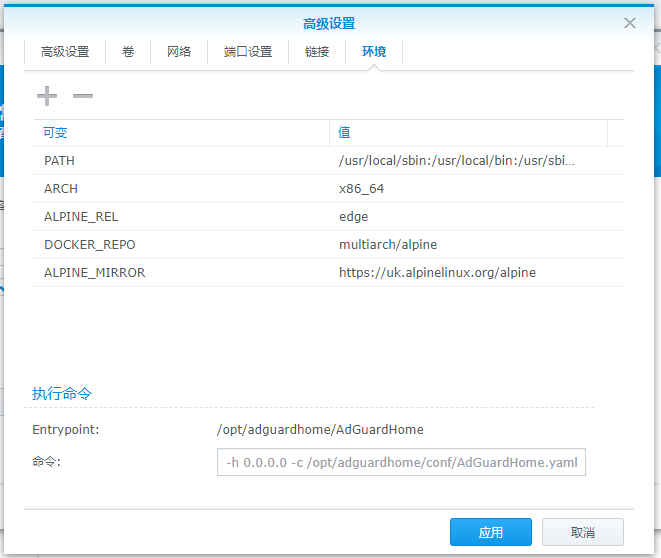 高级设置
高级设置 卷 网络 端口设置 链接 环境
可变 值
PATH /usr/local/sbin:/usr/local/bin:/usr/sbi...
ARCH x86_64
ALPINE_REL edge
DOCKER_REPO multiarch/alpine
ALPINE_MIRROR https://uk.alpinelinux.org/alpine
执行命令
Entrypoint: /opt/adguardhome/AdGuardHome
命令: -h 0.0.0.0 -c /opt/adguardhome/conf/AdGuardHome.yaml
应用 取消